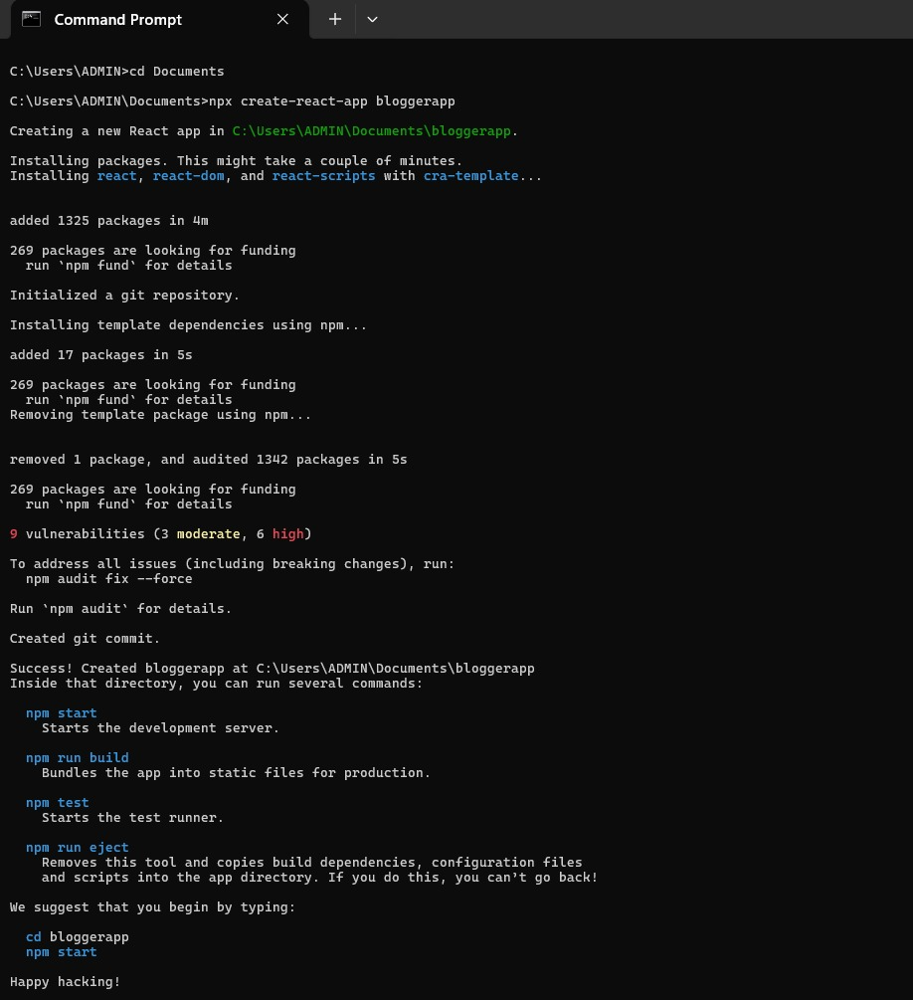 Command Prompt
C:\Users\ADMIN>cd Documents
C:\Users\ADMIN\Documents>npx create-react-app bloggerapp
Creating a new React app in C:\Users\ADMIN\Documents\bloggerapp.
Installing packages. This might take a couple of minutes.
Installing react, react-dom, and react-scripts with cra-template...
added 1325 packages in 4m
269 packages are looking for funding
  run `npm fund` for details
Initialized a git repository.
Installing template dependencies using npm...
added 17 packages in 5s
269 packages are looking for funding
  run `npm fund` for details
Removing template package using npm...
removed 1 package, and audited 1342 packages in 5s
269 packages are looking for funding
  run `npm fund` for details
9 vulnerabilities (3 moderate, 6 high)
To address all issues (including breaking changes), run:
  npm audit fix --force
Run `npm audit` for details.
Created git commit.
Success! Created bloggerapp at C:\Users\ADMIN\Documents\bloggerapp
Inside that directory, you can run several commands:
  npm start
    Starts the development server.
  npm run build
    Bundles the app into static files for production.
  npm test
    Starts the test runner.
  npm run eject
    Removes this tool and copies build dependencies, configuration files
    and scripts into the app directory. If you do this, you can't go back!
We suggest that you begin by typing:
  cd bloggerapp
  npm start
Happy hacking!